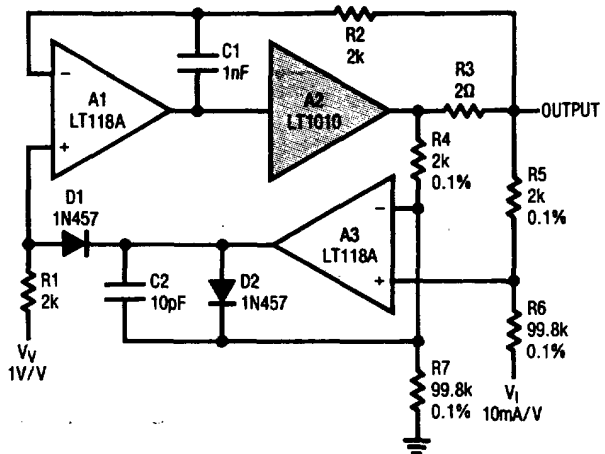 R2
2k
C1
1nF
A1
LT118A
A2
LT1010
R3
2Ω
OUTPUT
−
+
R4
2k
0.1%
R5
2k
0.1%
D1
1N457
A3
LT118A
−
+
R1
2k
C2
10pF
D2
1N457
R6
99.8k
0.1%
VV
1V/V
R7
99.8k
0.1%
VI
10mA/V